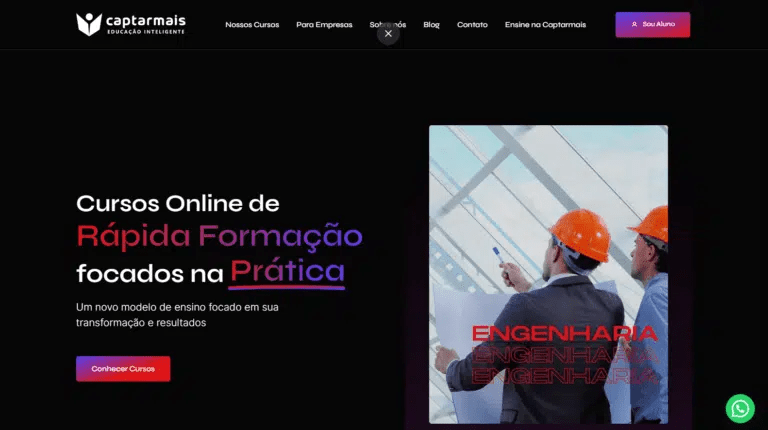 captarmais
EDUCAÇÃO INTELIGENTE
Nossos Cursos
Para Empresas
Sobre nós
Blog
Contato
Ensine na Captarmais
Sou Aluno
Cursos Online de
Rápida Formação
focados na Prática
Um novo modelo de ensino focado em sua
transformação e resultados
Conhecer Cursos
ENGENHARIA
ENGENHARIA
ENGENHARIA